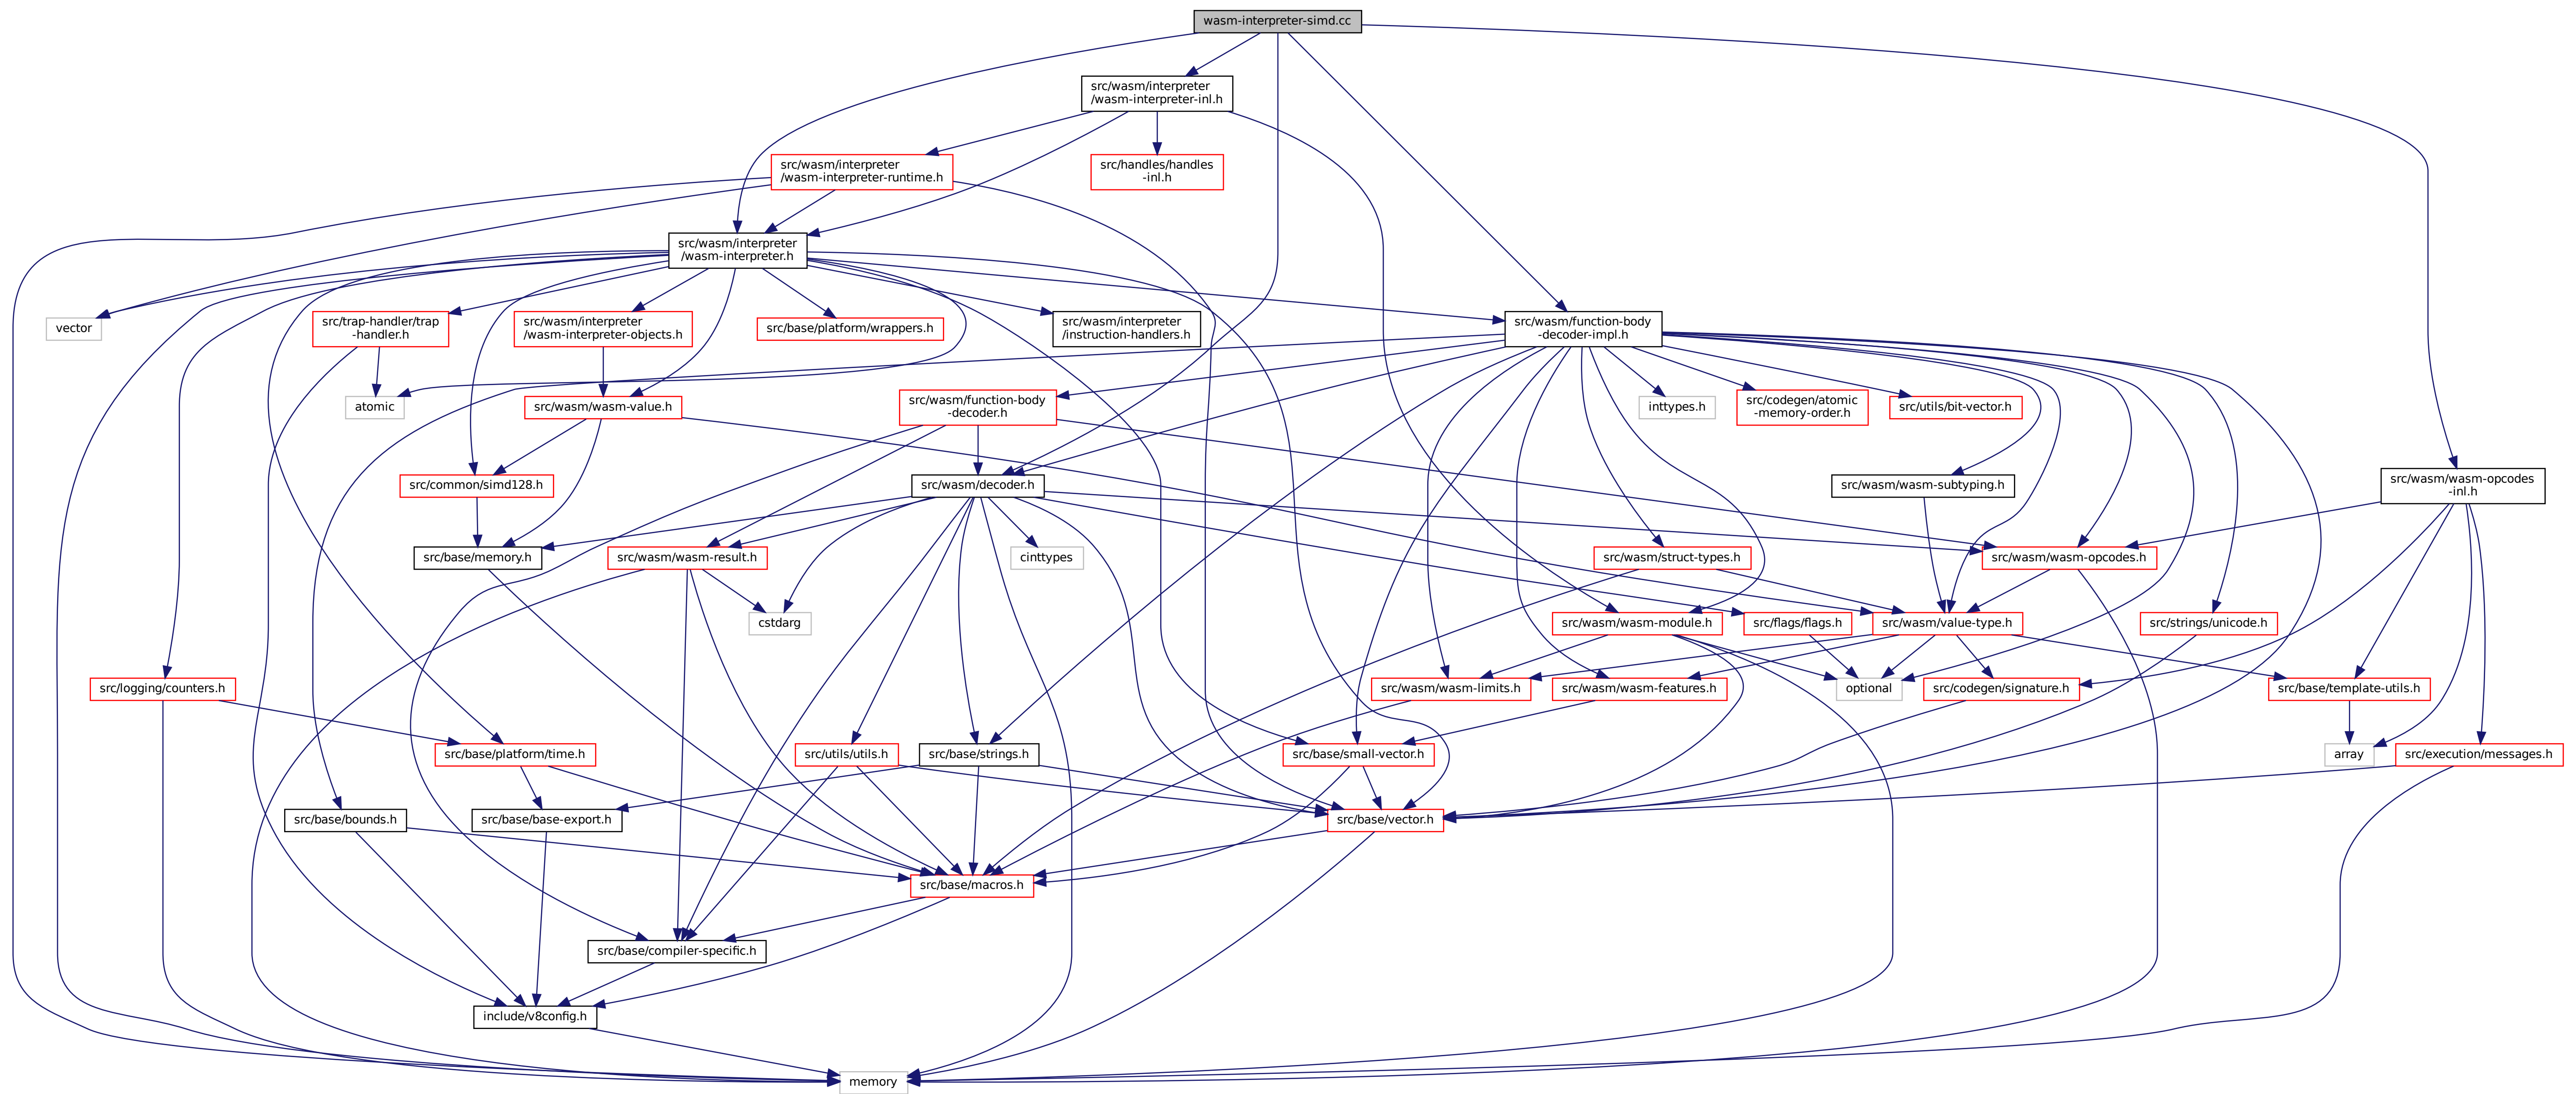 wasm-interpreter-simd.cc
src/wasm/interpreter
/wasm-interpreter-inl.h
src/wasm/interpreter
/wasm-interpreter-runtime.h
src/handles/handles
-inl.h
src/wasm/interpreter
/wasm-interpreter.h
vector
src/trap-handler/trap
-handler.h
src/wasm/interpreter
/wasm-interpreter-objects.h
src/base/platform/wrappers.h
src/wasm/interpreter
/instruction-handlers.h
src/wasm/function-body
-decoder-impl.h
atomic
src/wasm/wasm-value.h
src/wasm/function-body
-decoder.h
inttypes.h
src/codegen/atomic
-memory-order.h
src/utils/bit-vector.h
src/common/simd128.h
src/wasm/decoder.h
src/wasm/wasm-subtyping.h
src/wasm/wasm-opcodes
-inl.h
src/base/memory.h
src/wasm/wasm-result.h
cinttypes
src/wasm/struct-types.h
src/wasm/wasm-opcodes.h
cstdarg
src/wasm/wasm-module.h
src/flags/flags.h
src/wasm/value-type.h
src/strings/unicode.h
src/logging/counters.h
src/wasm/wasm-limits.h
src/wasm/wasm-features.h
optional
src/codegen/signature.h
src/base/template-utils.h
src/base/platform/time.h
src/utils/utils.h
src/base/strings.h
src/base/small-vector.h
array
src/execution/messages.h
src/base/bounds.h
src/base/base-export.h
src/base/vector.h
src/base/macros.h
src/base/compiler-specific.h
include/v8config.h
memory